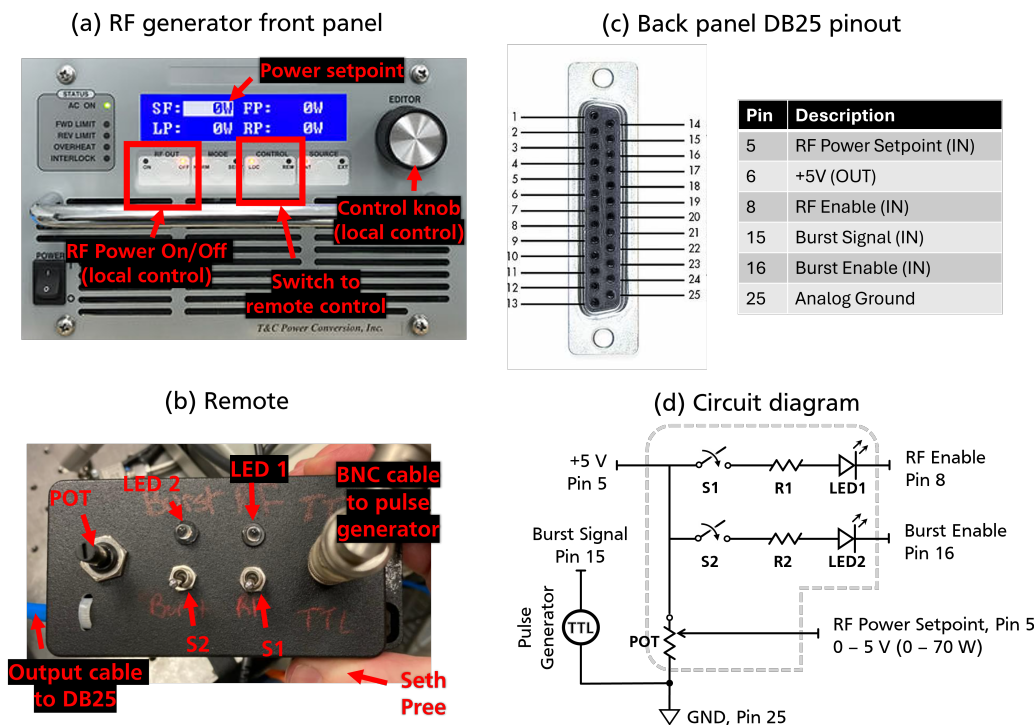 (a) RF generator front panel
Power setpoint
STATUS
AC ON
FWD LIMIT
REV LIMIT
OVERHEAT
INTERLOCK
SF: 0W FP: 0W
LP: 0W RP: 0W
EDITOR
RF OUT MODE CONTROL SOURCE
ON OFF LOC REM EXT
Control knob
(local control)
RF Power On/Off
(local control)
Switch to
remote control
POWER
T&C Power Conversion, Inc.
(c) Back panel DB25 pinout
1
2
3
4
5
6
7
8
9
10
11
12
13
14
15
16
17
18
19
20
21
22
23
24
25
Pin Description
5 RF Power Setpoint (IN)
6 +5V (OUT)
8 RF Enable (IN)
15 Burst Signal (IN)
16 Burst Enable (IN)
25 Analog Ground
(b) Remote
POT
LED 2
LED 1
BNC cable
to pulse
generator
Burst RF TTL
Burst RF TTL
S2
S1
Output cable
to DB25
Seth
Pree
(d) Circuit diagram
+5 V
Pin 5
S1 R1 LED1
RF Enable
Pin 8
Burst Signal
Pin 15
S2 R2 LED2
Burst Enable
Pin 16
Pulse
Generator
TTL
POT
RF Power Setpoint, Pin 5
0 – 5 V (0 – 70 W)
GND, Pin 25